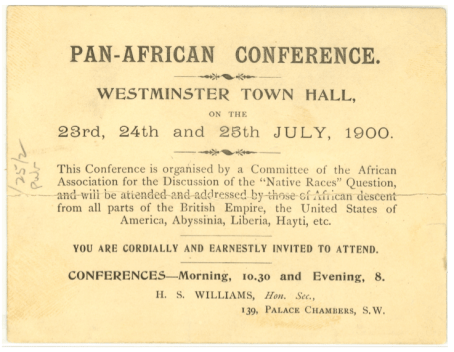 PAN-AFRICAN CONFERENCE.
WESTMINSTER TOWN HALL,
ON THE
23rd, 24th and 25th JULY, 1900.
This Conference is organised by a Committee of the African
Association for the Discussion of the "Native Races" Question,
and will be attended and addressed by those of African descent
from all parts of the British Empire, the United States of
America, Abyssinia, Liberia, Hayti, etc.
YOU ARE CORDIALLY AND EARNESTLY INVITED TO ATTEND.
CONFERENCES—Morning, 10.30 and Evening, 8.
H. S. WILLIAMS, Hon. Sec.,
139, PALACE CHAMBERS, S.W.